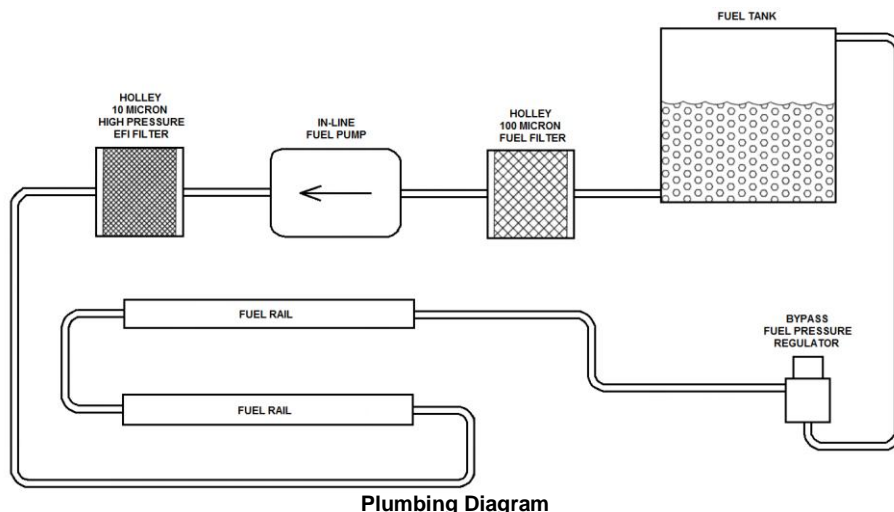 FUEL TANK
HOLLEY
10 MICRON
HIGH PRESSURE
EFI FILTER
IN-LINE
FUEL PUMP
HOLLEY
100 MICRON
FUEL FILTER
FUEL RAIL
BYPASS
FUEL PRESSURE
REGULATOR
FUEL RAIL
Plumbing Diagram